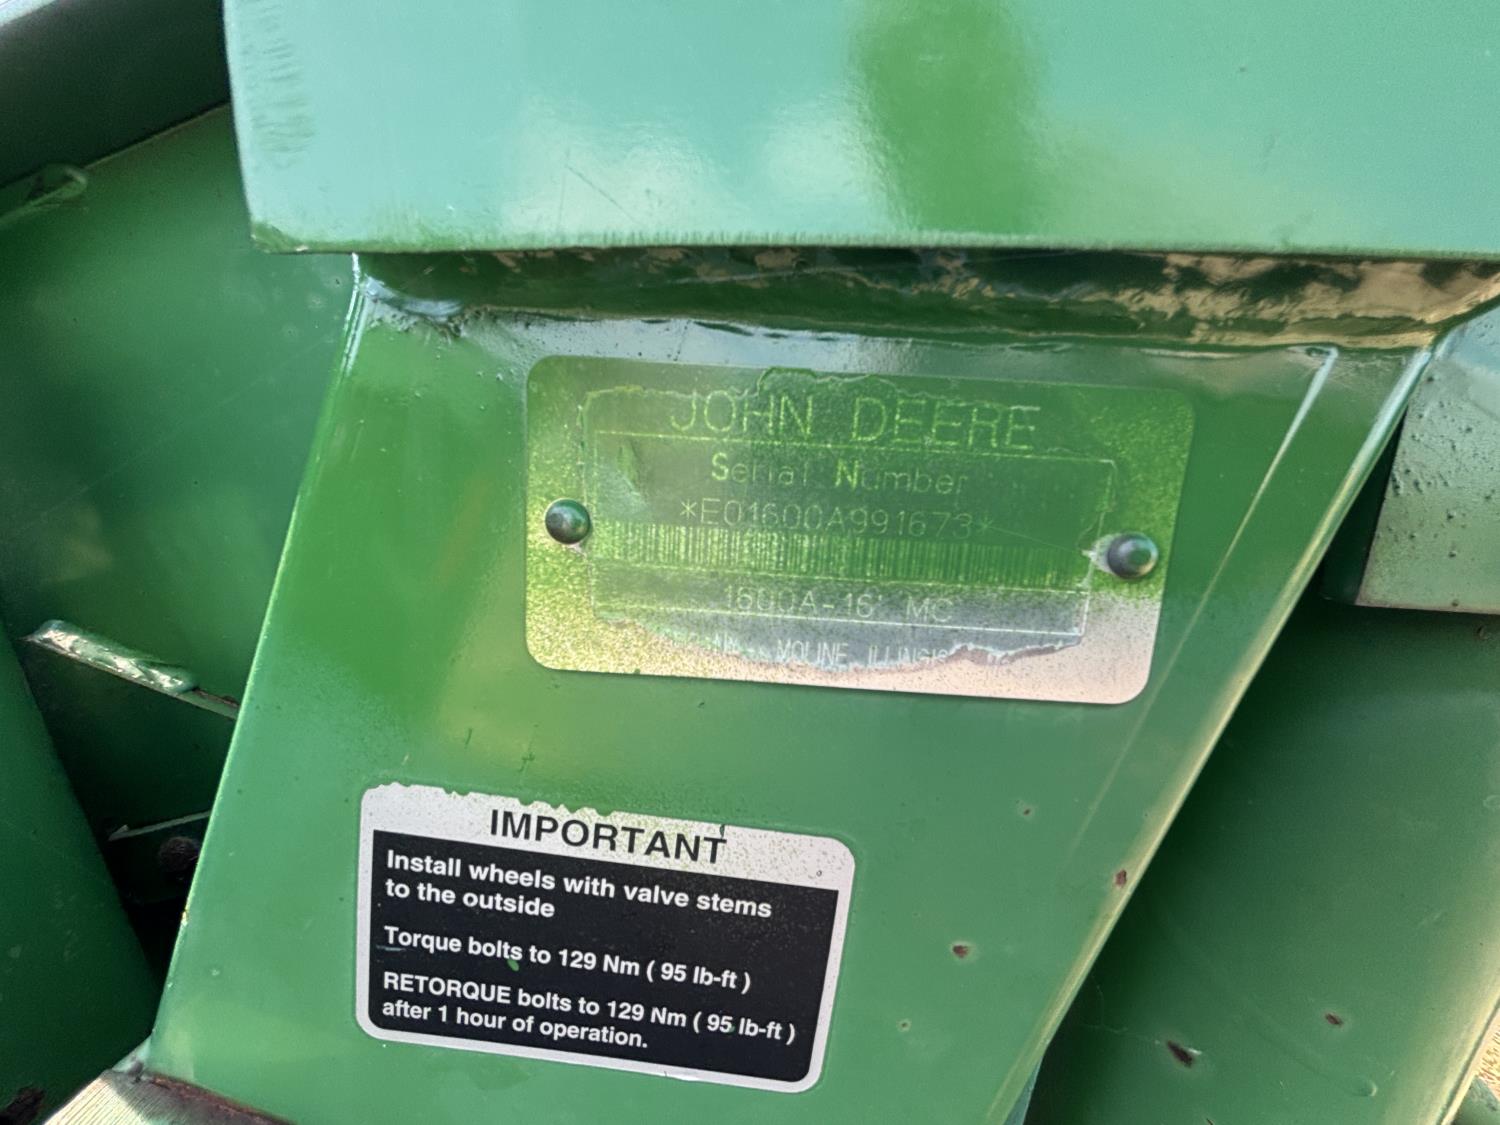 JOHN DEERE
Serial Number
*E01600A991673*
1600A-16' MC
MOLINE ILLINOIS
IMPORTANT
Install wheels with valve stems
to the outside
Torque bolts to 129 Nm ( 95 lb-ft )
RETORQUE bolts to 129 Nm ( 95 lb-ft )
after 1 hour of operation.